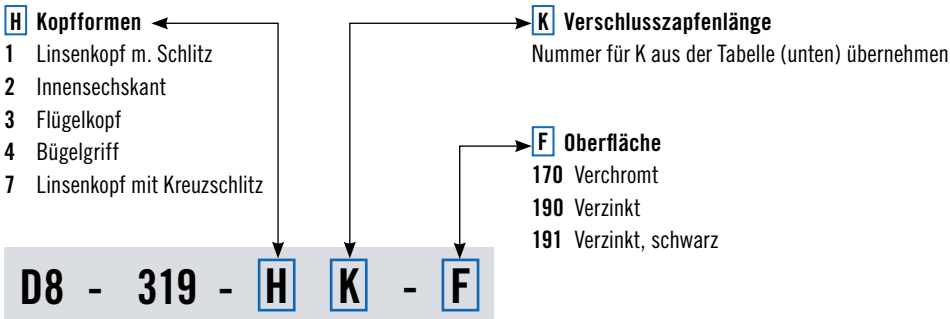 H Kopfformen
1 Linsenkopf m. Schlitz
2 Innensechskant
3 Flügelkopf
4 Bügelgriff
7 Linsenkopf mit Kreuzschlitz
K Verschlusszapfenlänge
Nummer für K aus der Tabelle (unten) übernehmen
F Oberfläche
170 Verchromt
190 Verzinkt
191 Verzinkt, schwarz
D8 - 319 - H K - F